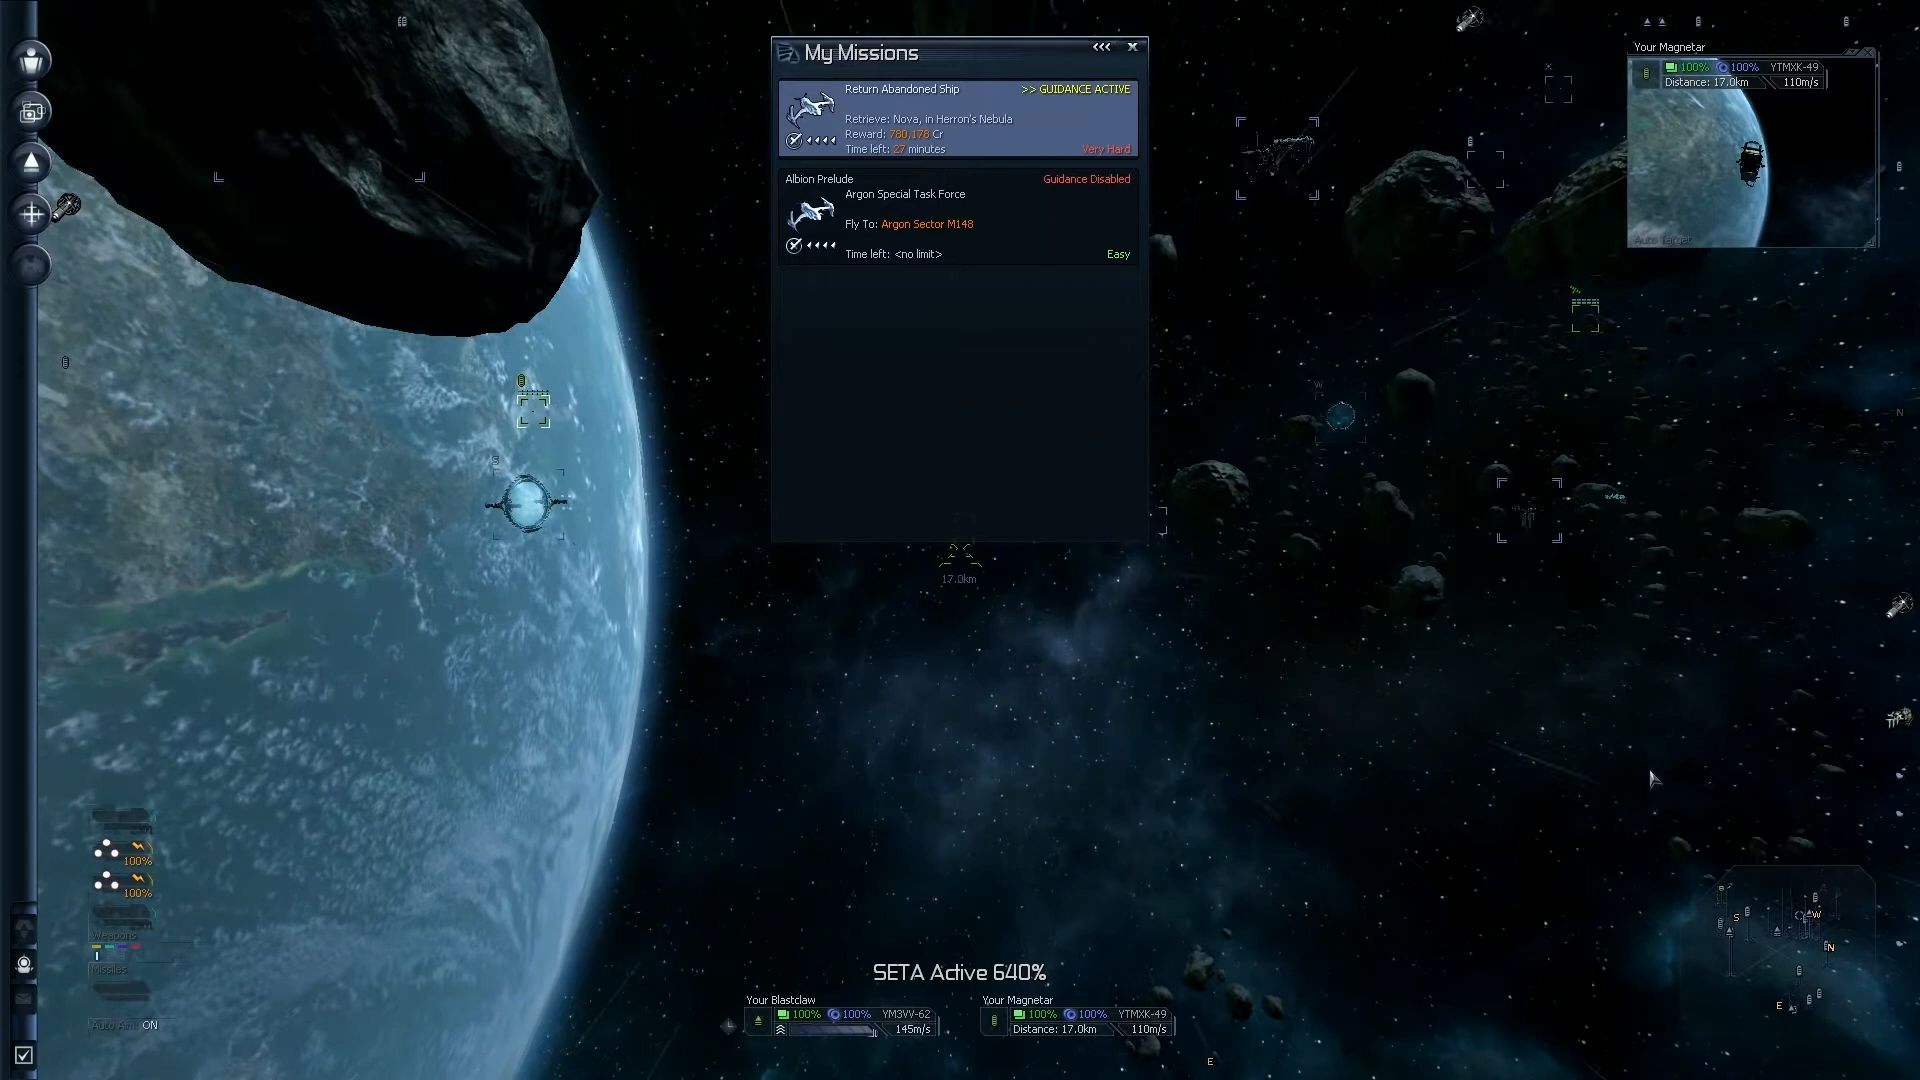 My Missions
Return Abandoned Ship
>> GUIDANCE ACTIVE
Retrieve: Nova, in Herron's Nebula
Reward: 780,178 Cr
Time left: 27 minutes
Very Hard
Albion Prelude
Guidance Disabled
Argon Special Task Force
Fly To: Argon Sector M148
Time left: <no limit>
Easy
Your Magnetar
100% 100% YTMXK-49
Distance: 17.0km 110m/s
Auto Target
W
N
S
17.0km
100%
100%
Weapons
Missiles
Auto Aim: ON
SETA Active 640%
Your Blastclaw
100% 100% YM3VV-62
145m/s
Your Magnetar
100% 100% YTMXK-49
Distance: 17.0km 110m/s
S
W
N
E
E